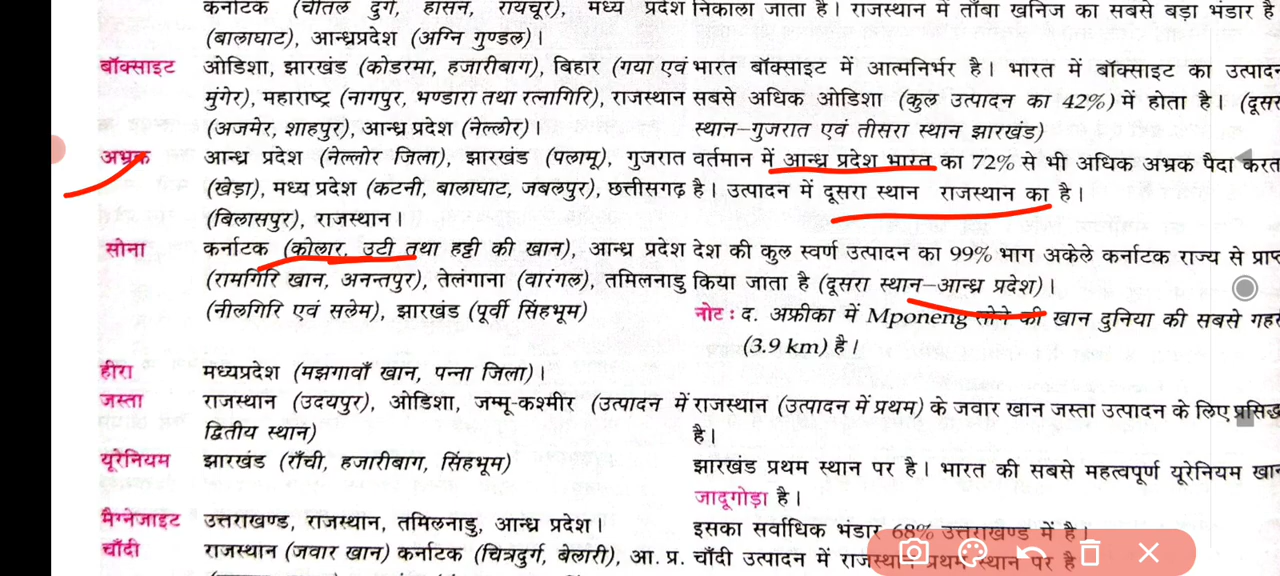 कर्नाटक (चीतल दुर्ग, हासन, रायचूर), मध्य प्रदेश निकाला जाता है। राजस्थान में ताँबा खनिज का सबसे बड़ा भंडार है
(बालाघाट), आन्ध्रप्रदेश (अग्नि गुण्डल)।
बॉक्साइट ओडिशा, झारखंड (कोडरमा, हजारीबाग), बिहार (गया एवं भारत बॉक्साइट में आत्मनिर्भर है। भारत में बॉक्साइट का उत्पादन
मुंगेर), महाराष्ट्र (नागपुर, भण्डारा तथा रत्नागिरि), राजस्थान सबसे अधिक ओडिशा (कुल उत्पादन का 42%) में होता है। (दूसर
(अजमेर, शाहपुर), आन्ध्र प्रदेश (नेल्लोर)। स्थान–गुजरात एवं तीसरा स्थान झारखंड)
अभ्रक आन्ध्र प्रदेश (नेल्लोर जिला), झारखंड (पलामू), गुजरात वर्तमान में आन्ध्र प्रदेश भारत का 72% से भी अधिक अभ्रक पैदा करत
(खेड़ा), मध्य प्रदेश (कटनी, बालाघाट, जबलपुर), छत्तीसगढ़ है। उत्पादन में दूसरा स्थान राजस्थान का है।
(बिलासपुर), राजस्थान।
सोना कर्नाटक (कोलार, उटी तथा हट्टी की खान), आन्ध्र प्रदेश देश की कुल स्वर्ण उत्पादन का 99% भाग अकेले कर्नाटक राज्य से प्राप्
(रामगिरि खान, अनन्तपुर), तेलंगाना (वारंगल), तमिलनाडु किया जाता है (दूसरा स्थान–आन्ध्र प्रदेश)।
(नीलगिरि एवं सलेम), झारखंड (पूर्वी सिंहभूम) नोट : द. अफ्रीका में Mponeng सोने की खान दुनिया की सबसे गहर
(3.9 km) है।
हीरा मध्यप्रदेश (मझगावाँ खान, पन्ना जिला)।
जस्ता राजस्थान (उदयपुर), ओडिशा, जम्मू-कश्मीर (उत्पादन में राजस्थान (उत्पादन में प्रथम) के जवार खान जस्ता उत्पादन के लिए प्रसिद्ध
द्वितीय स्थान) है।
यूरेनियम झारखंड (राँची, हजारीबाग, सिंहभूम) झारखंड प्रथम स्थान पर है। भारत की सबसे महत्वपूर्ण यूरेनियम खान
जादूगोड़ा है।
मैग्नेजाइट उत्तराखण्ड, राजस्थान, तमिलनाडु, आन्ध्र प्रदेश। इसका सर्वाधिक भंडार 68% उत्तराखण्ड में है।
चाँदी राजस्थान (जवार खान) कर्नाटक (चित्रदुर्ग, बेलारी), आ. प्र. चाँदी उत्पादन में राजस्थान प्रथम स्थान पर है